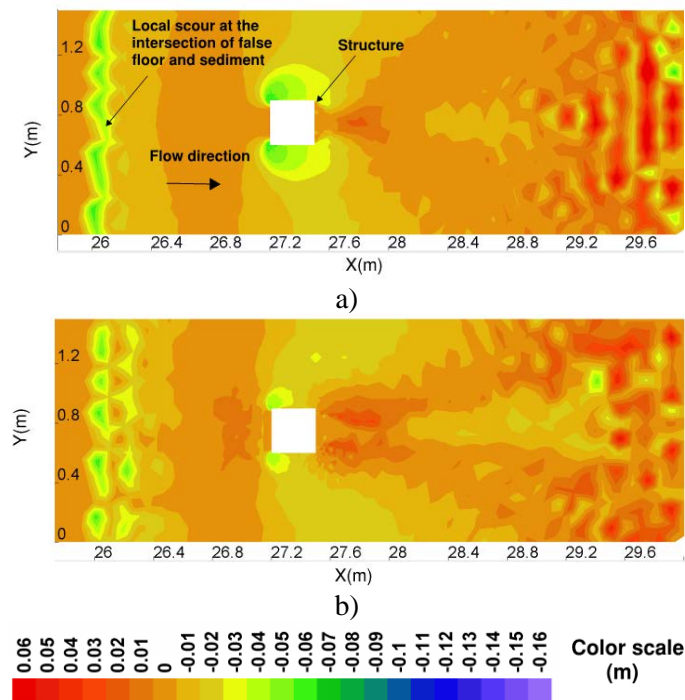 Local scour at the
intersection of false
floor and sediment
Structure
Flow direction
Y(m)
1.2
0.8
0.4
0
26 26.4 26.8 27.2 27.6 28 28.4 28.8 29.2 29.6
X(m)
a)
Y(m)
1.2
0.8
0.4
0
26 26.4 26.8 27.2 27.6 28 28.4 28.8 29.2 29.6
X(m)
b)
0.06 0.05 0.04 0.03 0.02 0.01 0 -0.01 -0.02 -0.03 -0.04 -0.05 -0.06 -0.07 -0.08 -0.09 -0.1 -0.11 -0.12 -0.13 -0.14 -0.15 -0.16
Color scale
(m)